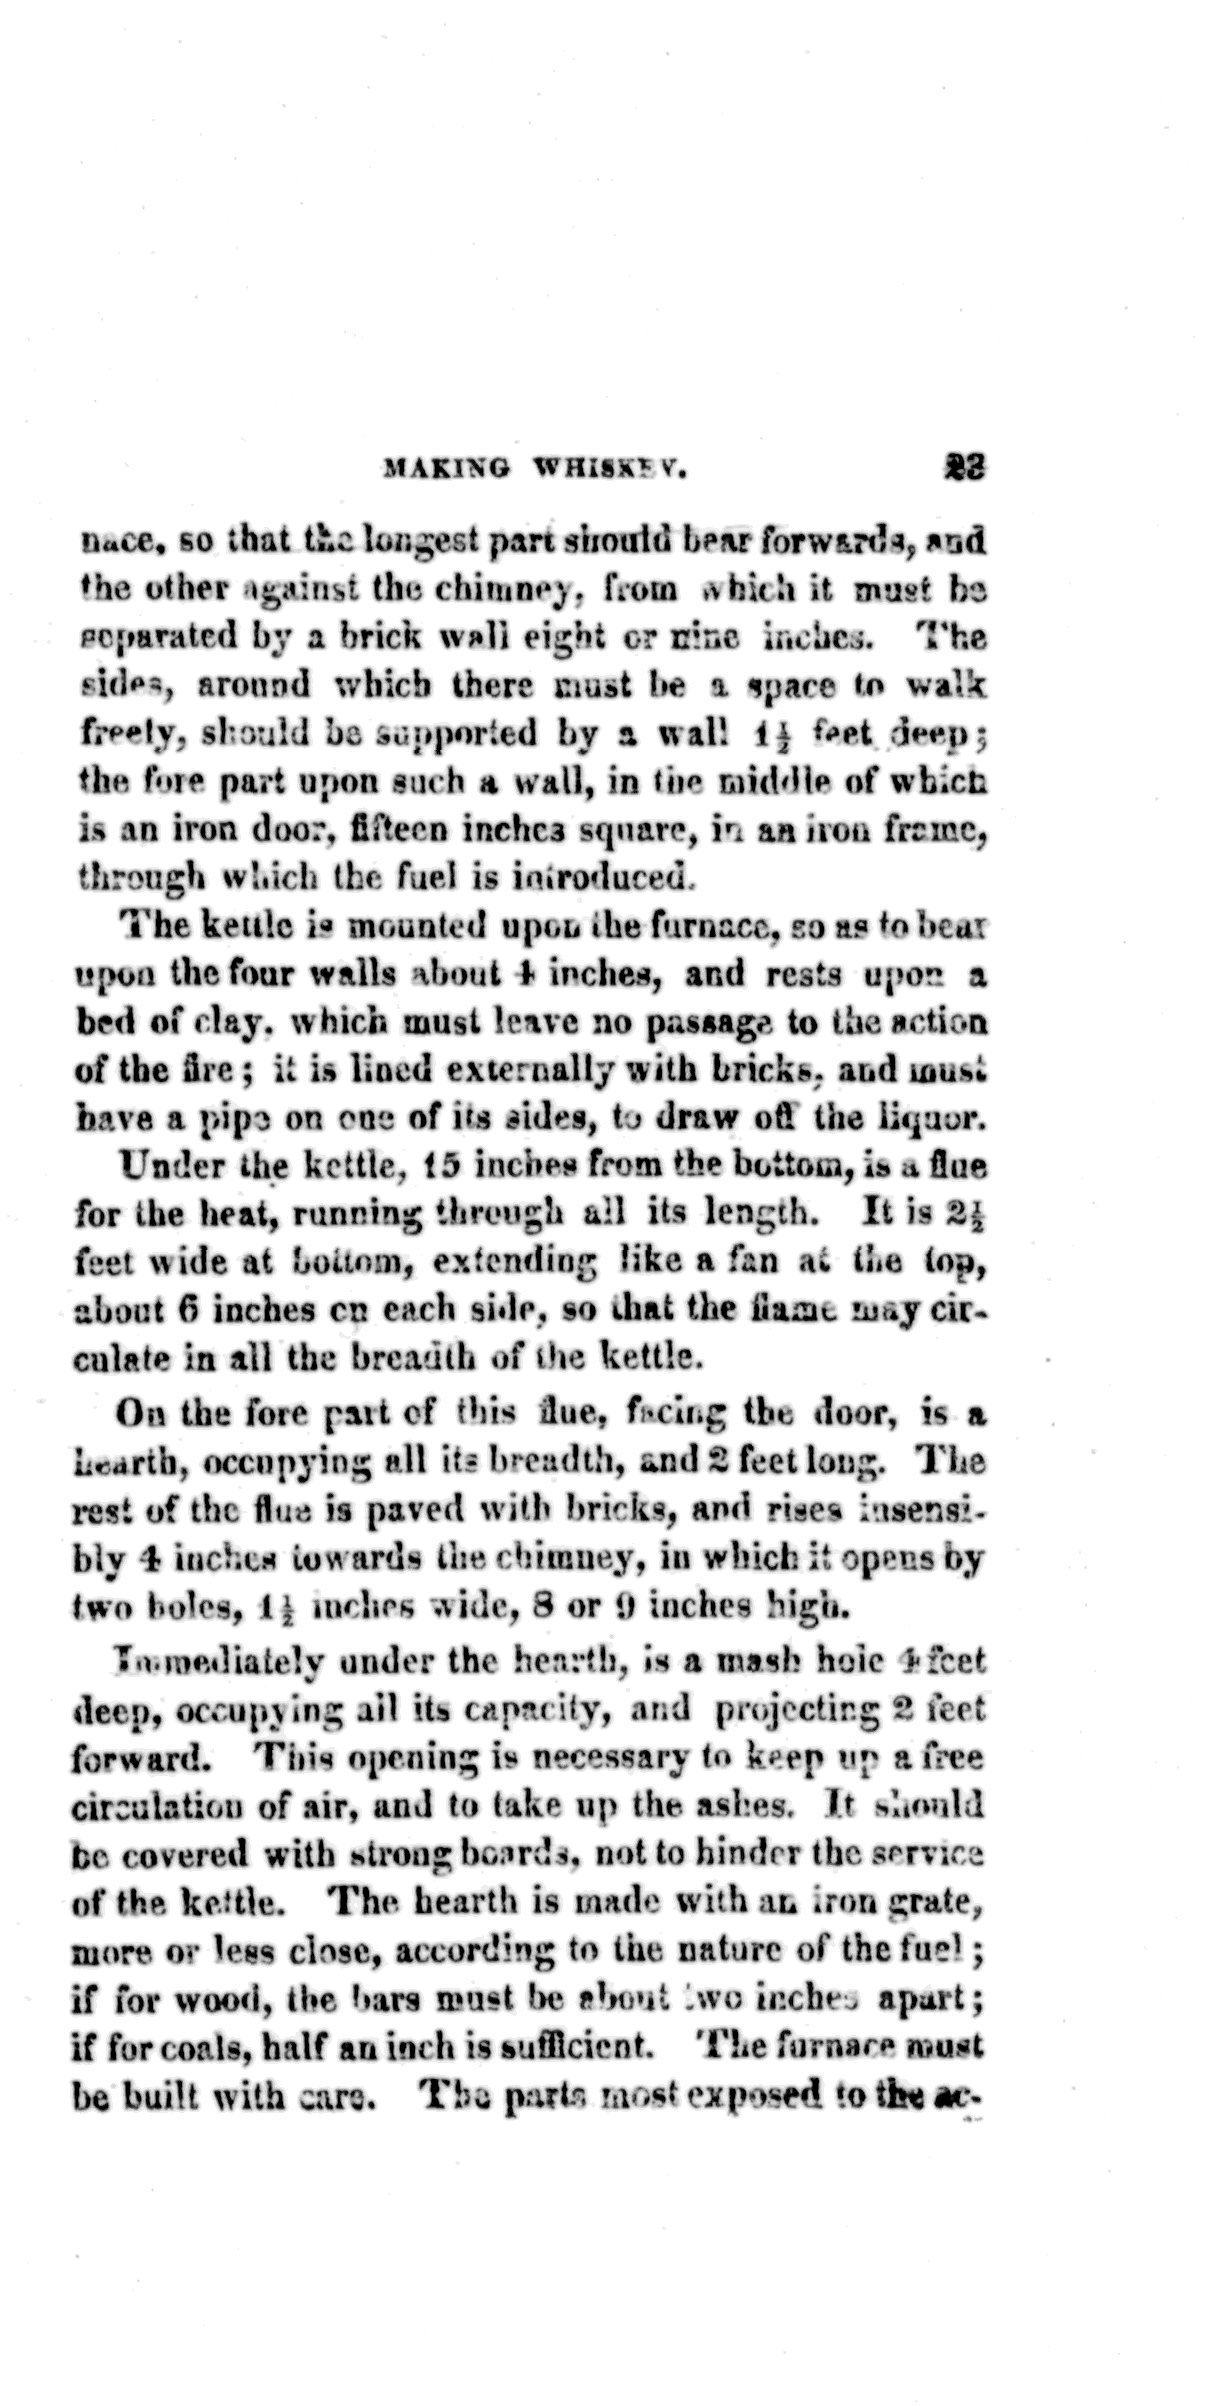 MAKING WHISKEY. 23
nace, so that the longest part should bear forwards, and
the other against the chimney, from which it must be
separated by a brick wall eight or nine inches. The
sides, around which there must be a space to walk
freely, should be supported by a wall 1½ feet deep;
the fore part upon such a wall, in the middle of which
is an iron door, fifteen inches square, in an iron frame,
through which the fuel is introduced.
The kettle is mounted upon the furnace, so as to bear
upon the four walls about 4 inches, and rests upon a
bed of clay, which must leave no passage to the action
of the fire; it is lined externally with bricks, and must
have a pipe on one of its sides, to draw off the liquor.
Under the kettle, 15 inches from the bottom, is a flue
for the heat, running through all its length. It is 2½
feet wide at bottom, extending like a fan at the top,
about 6 inches on each side, so that the flame may cir-
culate in all the breadth of the kettle.
On the fore part of this flue, facing the door, is a
hearth, occupying all its breadth, and 2 feet long. The
rest of the flue is paved with bricks, and rises insensi-
bly 4 inches towards the chimney, in which it opens by
two holes, 1½ inches wide, 8 or 9 inches high.
Immediately under the hearth, is a mash hole 4 feet
deep, occupying all its capacity, and projecting 2 feet
forward. This opening is necessary to keep up a free
circulation of air, and to take up the ashes. It should
be covered with strong boards, not to hinder the service
of the kettle. The hearth is made with an iron grate,
more or less close, according to the nature of the fuel;
if for wood, the bars must be about two inches apart;
if for coals, half an inch is sufficient. The furnace must
be built with care. The parts most exposed to the ac-